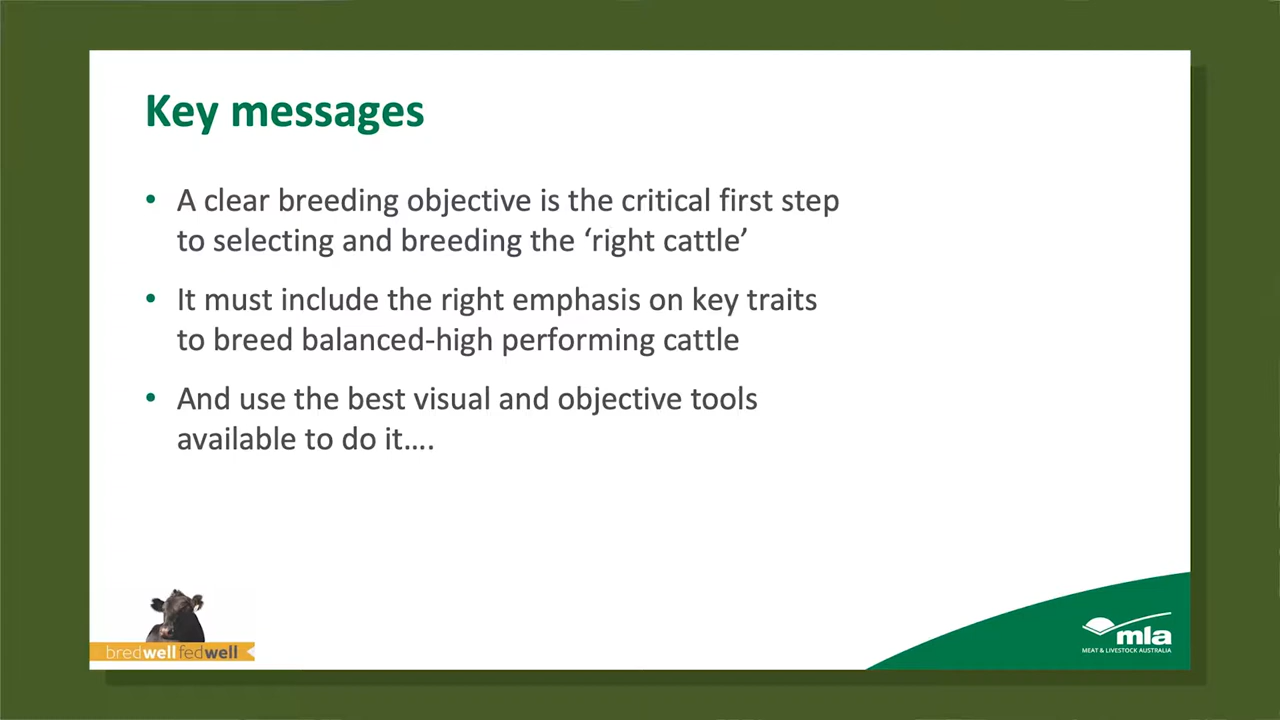 Key messages
• A clear breeding objective is the critical first step
to selecting and breeding the ‘right cattle’
• It must include the right emphasis on key traits
to breed balanced-high performing cattle
• And use the best visual and objective tools
available to do it….
bredwellfedwell
mla
MEAT & LIVESTOCK AUSTRALIA